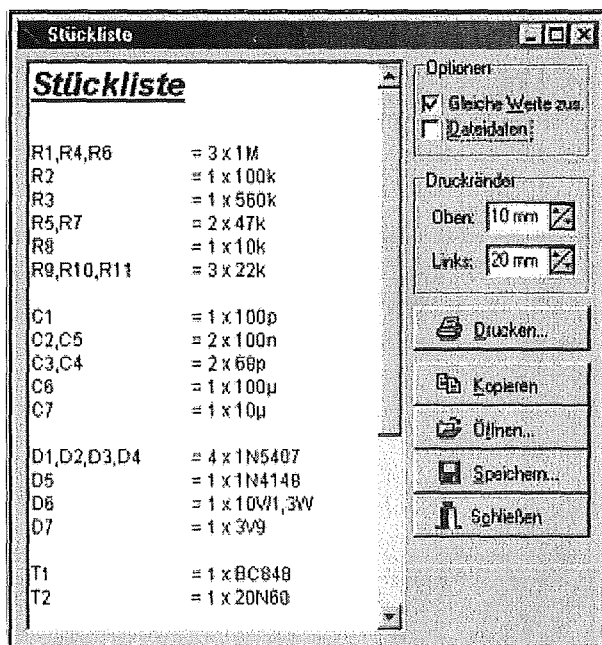 Stückliste
Stückliste
R1,R4,R6 = 3 x 1M
R2 = 1 x 100k
R3 = 1 x 560k
R5,R7 = 2 x 47k
R8 = 1 x 10k
R9,R10,R11 = 3 x 22k
C1 = 1 x 100p
C2,C5 = 2 x 100n
C3,C4 = 2 x 68p
C6 = 1 x 100µ
C7 = 1 x 10µ
D1,D2,D3,D4 = 4 x 1N5407
D5 = 1 x 1N4148
D6 = 1 x 10V/1,3W
D7 = 1 x 3V9
T1 = 1 x BC848
T2 = 1 x 20N60
Optionen
Gleiche Werte zus.
Dateidaten
Druckränder
Oben: 10 mm
Links: 20 mm
Drucken...
Kopieren
Öffnen...
Speichern...
Schließen